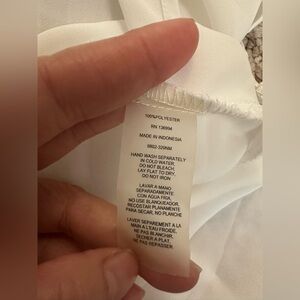 100% POLYESTER
RN 136994
MADE IN INDONESIA
HAND WASH SEPARATELY
IN COLD WATER.
DO NOT BLEACH.
LAY FLAT TO DRY.
DO NOT IRON
LAVAR A MANO
SEPARADAMENTE
CON AGUA FRIA.
NO USE BLANQUEADOR.
RECOSTAR PLANCHADO
PARA SECAR, NO PLANCHE
LAVER SEPAREMENT A LA
MAIN A L'EAU FROIDE.
NE PAS BLANCHIR.
SECHER A PLAT.
NE PAS REPASSER.